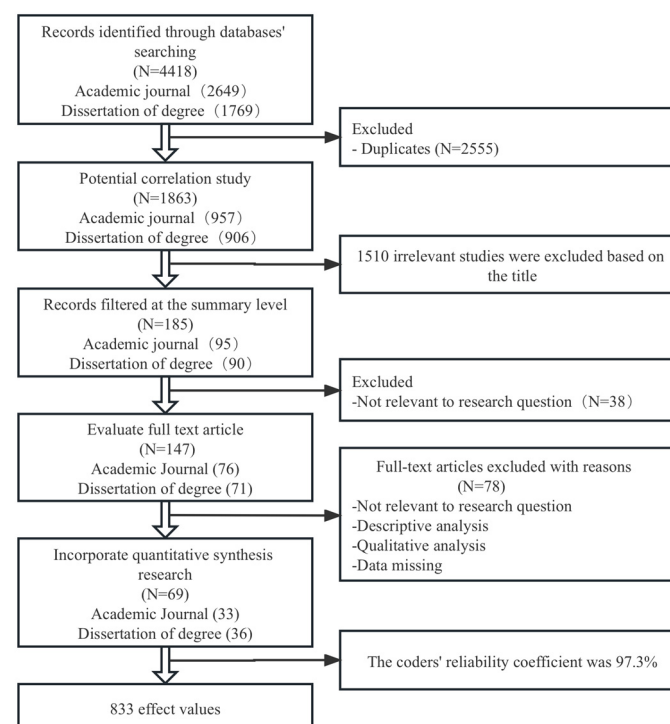 Records identified through databases'
searching
(N=4418)
Academic journal（2649）
Dissertation of degree（1769）
Excluded
- Duplicates (N=2555)
Potential correlation study
(N=1863)
Academic journal（957）
Dissertation of degree（906）
1510 irrelevant studies were excluded based on
the title
Records filtered at the summary level
(N=185)
Academic journal（95）
Dissertation of degree（90）
Excluded
-Not relevant to research question（N=38）
Evaluate full text article
(N=147)
Academic Journal (76)
Dissertation of degree (71)
Full-text articles excluded with reasons
(N=78)
-Not relevant to research question
-Descriptive analysis
-Qualitative analysis
-Data missing
Incorporate quantitative synthesis
research
(N=69)
Academic Journal (33)
Dissertation of degree (36)
The coders' reliability coefficient was 97.3%
833 effect values